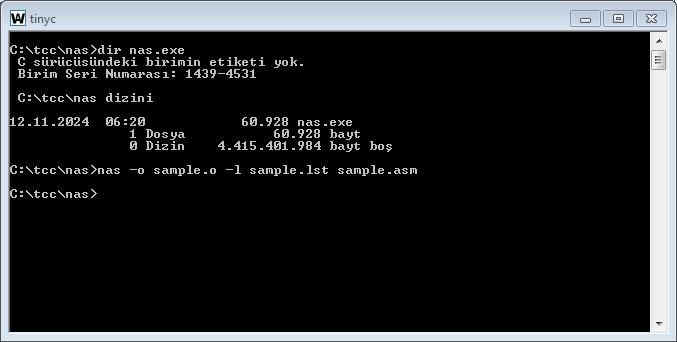 tinyc
C:\tcc\nas>dir nas.exe
 C sürücüsündeki birimin etiketi yok.
 Birim Seri Numarası: 1439-4531

 C:\tcc\nas dizini

12.11.2024  06:20            60.928 nas.exe
               1 Dosya           60.928 bayt
               0 Dizin    4.415.401.984 bayt boş

C:\tcc\nas>nas -o sample.o -l sample.lst sample.asm

C:\tcc\nas>